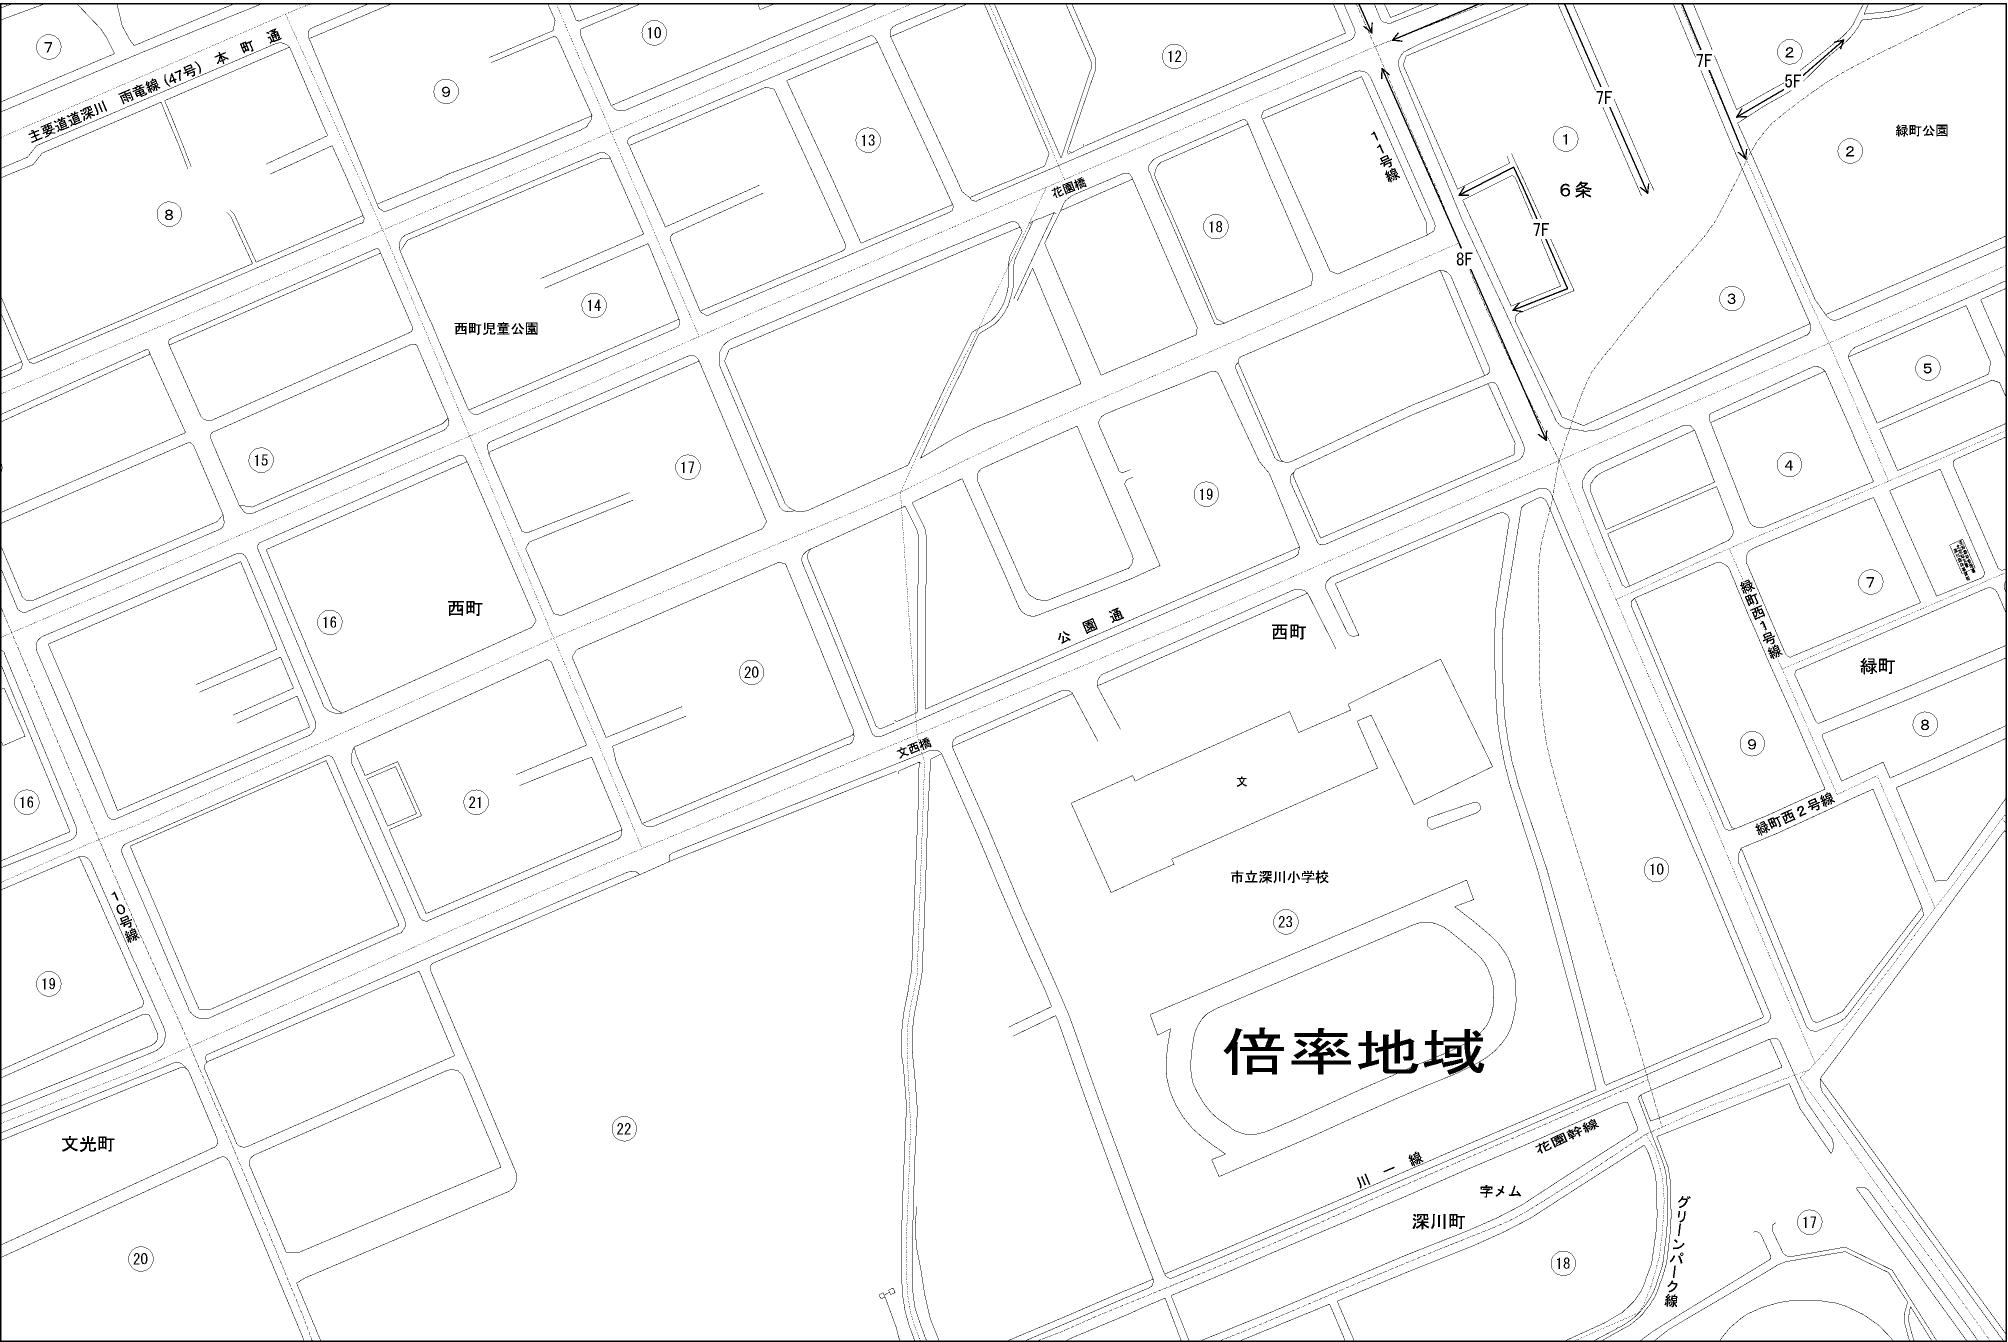 7
主要道道深川 雨竜線(47号) 本町通
8
9
10
12
13
7F
7F
②
5F
緑町公園
②
①
11号線
6条
7F
8F
③
花園橋
18
14
西町児童公園
15
17
19
⑤
④
⑦
16
西町
公園通
西町
緑町西1号線
緑町
⑧
⑨
緑町西2号線
20
文西橋
文
21
16
市立深川小学校
23
10
10号線
19
倍率地域
文光町
22
川一線
花園幹線
字メム
深川町
グリーンパーク線
17
18
20